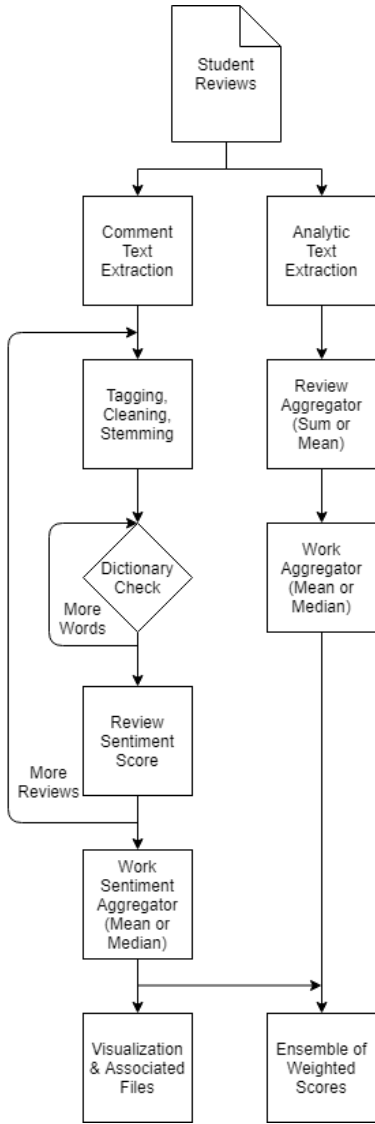 Student
Reviews
Comment
Text
Extraction
Analytic
Text
Extraction
Tagging,
Cleaning,
Stemming
Review
Aggregator
(Sum or
Mean)
Dictionary
Check
More
Words
Work
Aggregator
(Mean or
Median)
Review
Sentiment
Score
More
Reviews
Work
Sentiment
Aggregator
(Mean or
Median)
Visualization
& Associated
Files
Ensemble of
Weighted
Scores